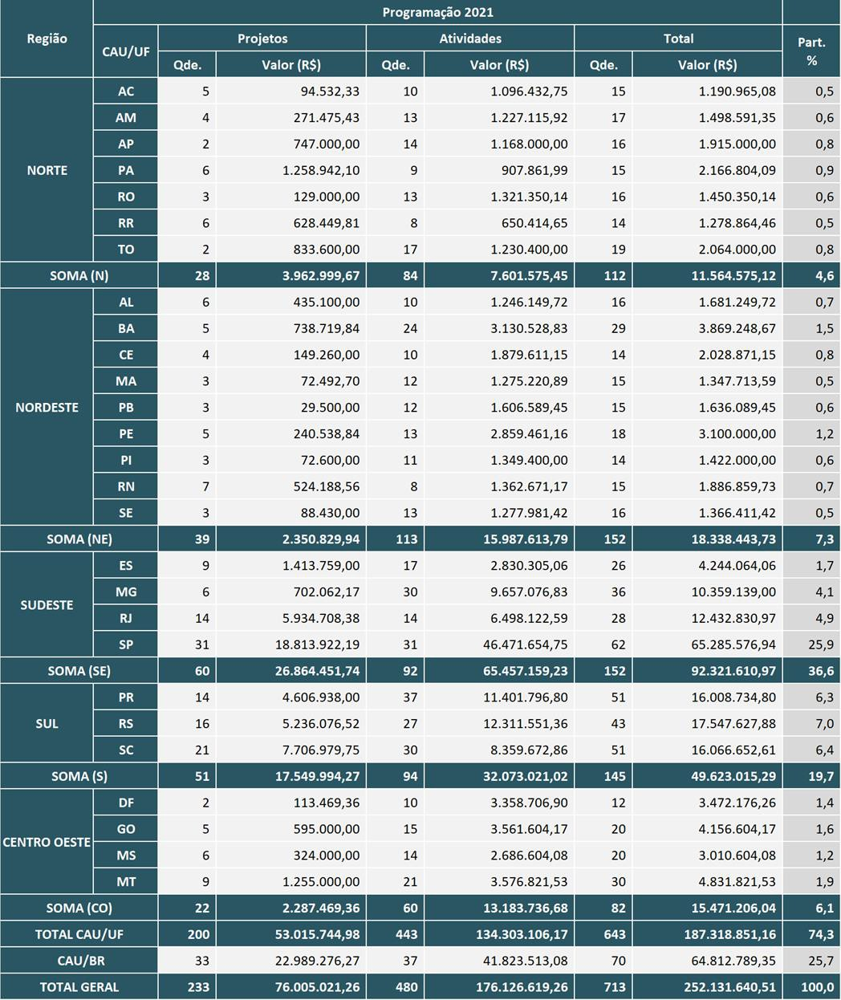 Programação 2021
Região CAU/UF Projetos Atividades Total Part. %
Qde. Valor (R$) Qde. Valor (R$) Qde. Valor (R$)
NORTE
AC 5 94.532,33 10 1.096.432,75 15 1.190.965,08 0,5
AM 4 271.475,43 13 1.227.115,92 17 1.498.591,35 0,6
AP 2 747.000,00 14 1.168.000,00 16 1.915.000,00 0,8
PA 6 1.258.942,10 9 907.861,99 15 2.166.804,09 0,9
RO 3 129.000,00 13 1.321.350,14 16 1.450.350,14 0,6
RR 6 628.449,81 8 650.414,65 14 1.278.864,46 0,5
TO 2 833.600,00 17 1.230.400,00 19 2.064.000,00 0,8
SOMA (N) 28 3.962.999,67 84 7.601.575,45 112 11.564.575,12 4,6
NORDESTE
AL 6 435.100,00 10 1.246.149,72 16 1.681.249,72 0,7
BA 5 738.719,84 24 3.130.528,83 29 3.869.248,67 1,5
CE 4 149.260,00 10 1.879.611,15 14 2.028.871,15 0,8
MA 3 72.492,70 12 1.275.220,89 15 1.347.713,59 0,5
PB 3 29.500,00 12 1.606.589,45 15 1.636.089,45 0,6
PE 5 240.538,84 13 2.859.461,16 18 3.100.000,00 1,2
PI 3 72.600,00 11 1.349.400,00 14 1.422.000,00 0,6
RN 7 524.188,56 8 1.362.671,17 15 1.886.859,73 0,7
SE 3 88.430,00 13 1.277.981,42 16 1.366.411,42 0,5
SOMA (NE) 39 2.350.829,94 113 15.987.613,79 152 18.338.443,73 7,3
SUDESTE
ES 9 1.413.759,00 17 2.830.305,06 26 4.244.064,06 1,7
MG 6 702.062,17 30 9.657.076,83 36 10.359.139,00 4,1
RJ 14 5.934.708,38 14 6.498.122,59 28 12.432.830,97 4,9
SP 31 18.813.922,19 31 46.471.654,75 62 65.285.576,94 25,9
SOMA (SE) 60 26.864.451,74 92 65.457.159,23 152 92.321.610,97 36,6
SUL
PR 14 4.606.938,00 37 11.401.796,80 51 16.008.734,80 6,3
RS 16 5.236.076,52 27 12.311.551,36 43 17.547.627,88 7,0
SC 21 7.706.979,75 30 8.359.672,86 51 16.066.652,61 6,4
SOMA (S) 51 17.549.994,27 94 32.073.021,02 145 49.623.015,29 19,7
CENTRO OESTE
DF 2 113.469,36 10 3.358.706,90 12 3.472.176,26 1,4
GO 5 595.000,00 15 3.561.604,17 20 4.156.604,17 1,6
MS 6 324.000,00 14 2.686.604,08 20 3.010.604,08 1,2
MT 9 1.255.000,00 21 3.576.821,53 30 4.831.821,53 1,9
SOMA (CO) 22 2.287.469,36 60 13.183.736,68 82 15.471.206,04 6,1
TOTAL CAU/UF 200 53.015.744,98 443 134.303.106,17 643 187.318.851,16 74,3
CAU/BR 33 22.989.276,27 37 41.823.513,08 70 64.812.789,35 25,7
TOTAL GERAL 233 76.005.021,26 480 176.126.619,26 713 252.131.640,51 100,0